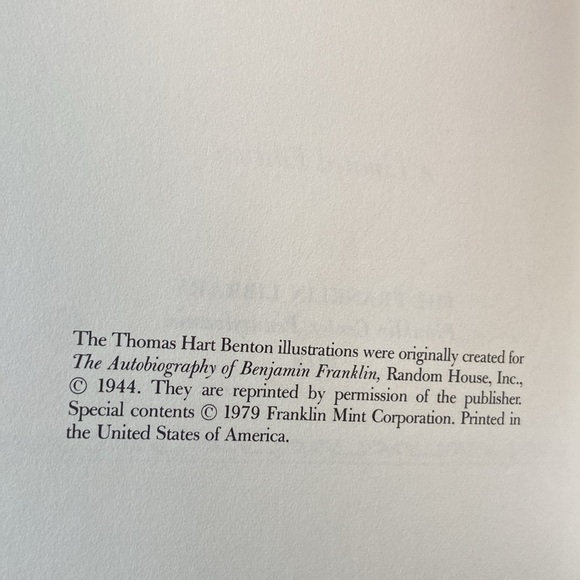 The Thomas Hart Benton illustrations were originally created for
The Autobiography of Benjamin Franklin, Random House, Inc.,
© 1944. They are reprinted by permission of the publisher.
Special contents © 1979 Franklin Mint Corporation. Printed in
the United States of America.